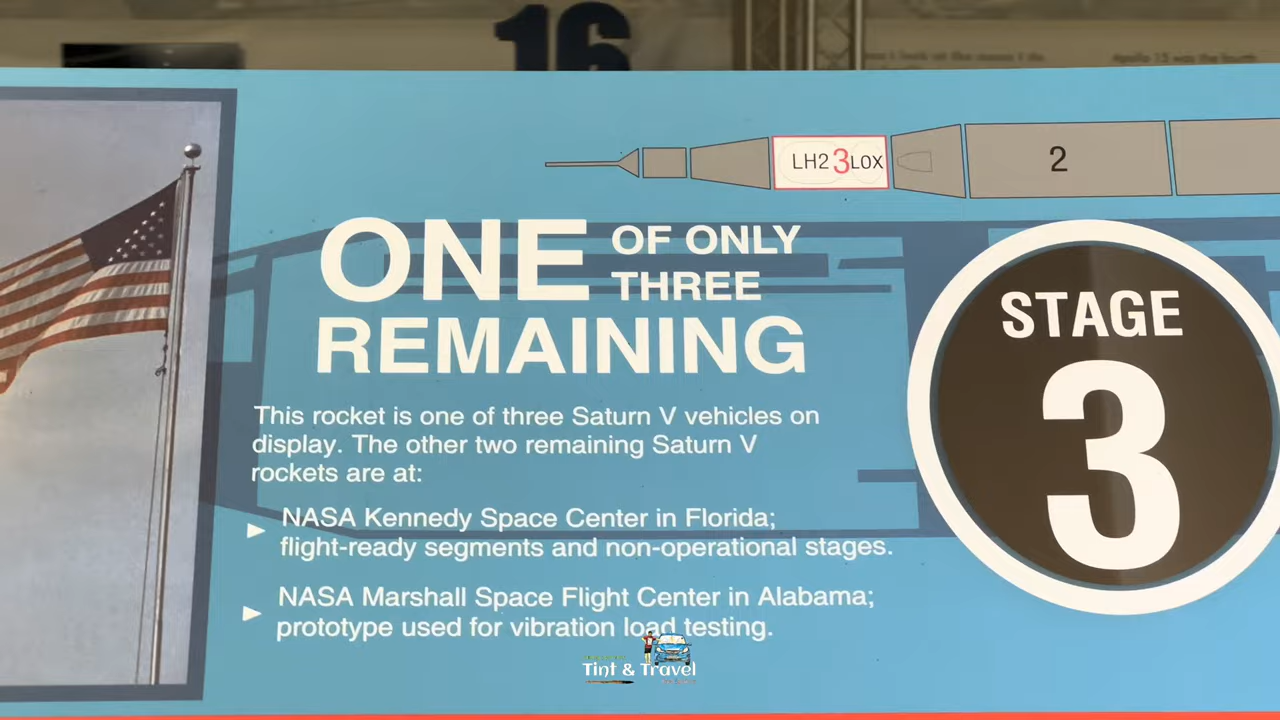 16
LH2 3 LOX
2
ONE OF ONLY
THREE
REMAINING
STAGE
3
This rocket is one of three Saturn V vehicles on
display. The other two remaining Saturn V
rockets are at:
NASA Kennedy Space Center in Florida;
flight-ready segments and non-operational stages.
NASA Marshall Space Flight Center in Alabama;
prototype used for vibration load testing.
Tint & Travel